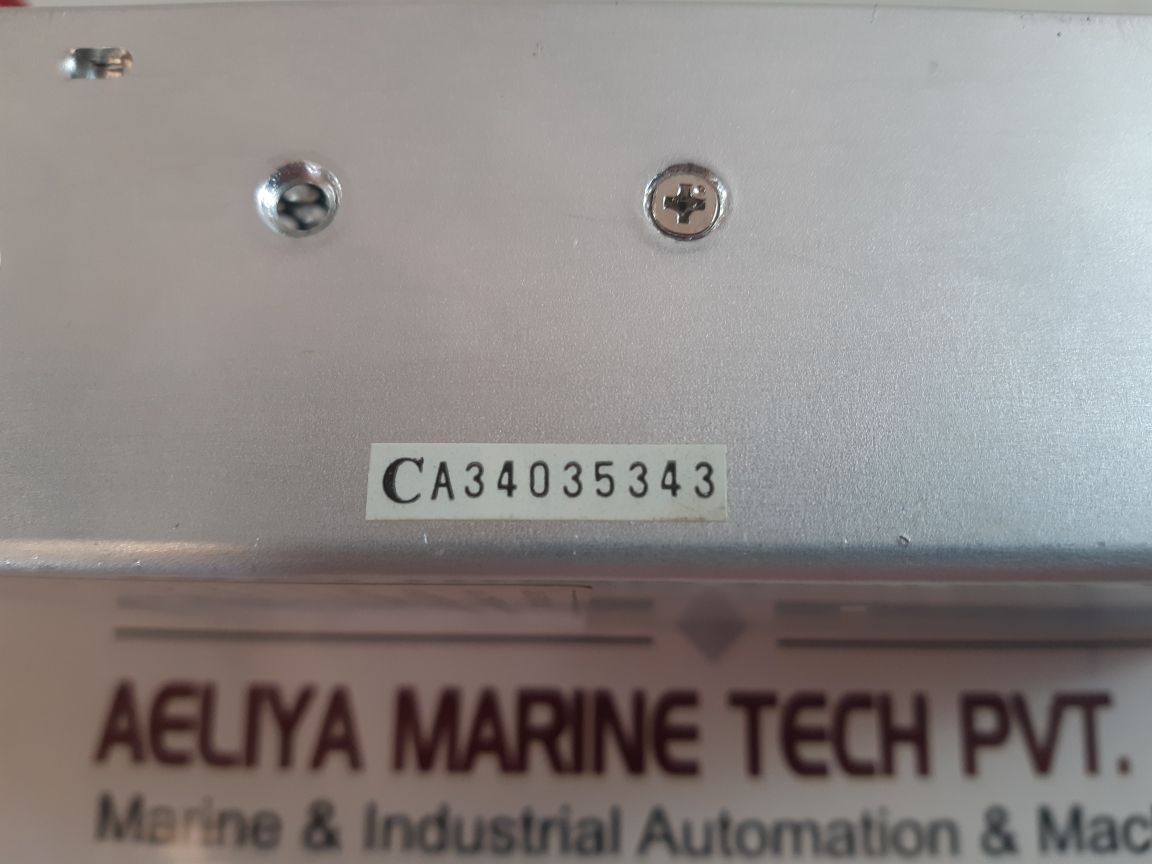 CA34035343
AELIYA MARINE TECH PVT.
Marine & Industrial Automation & Mac